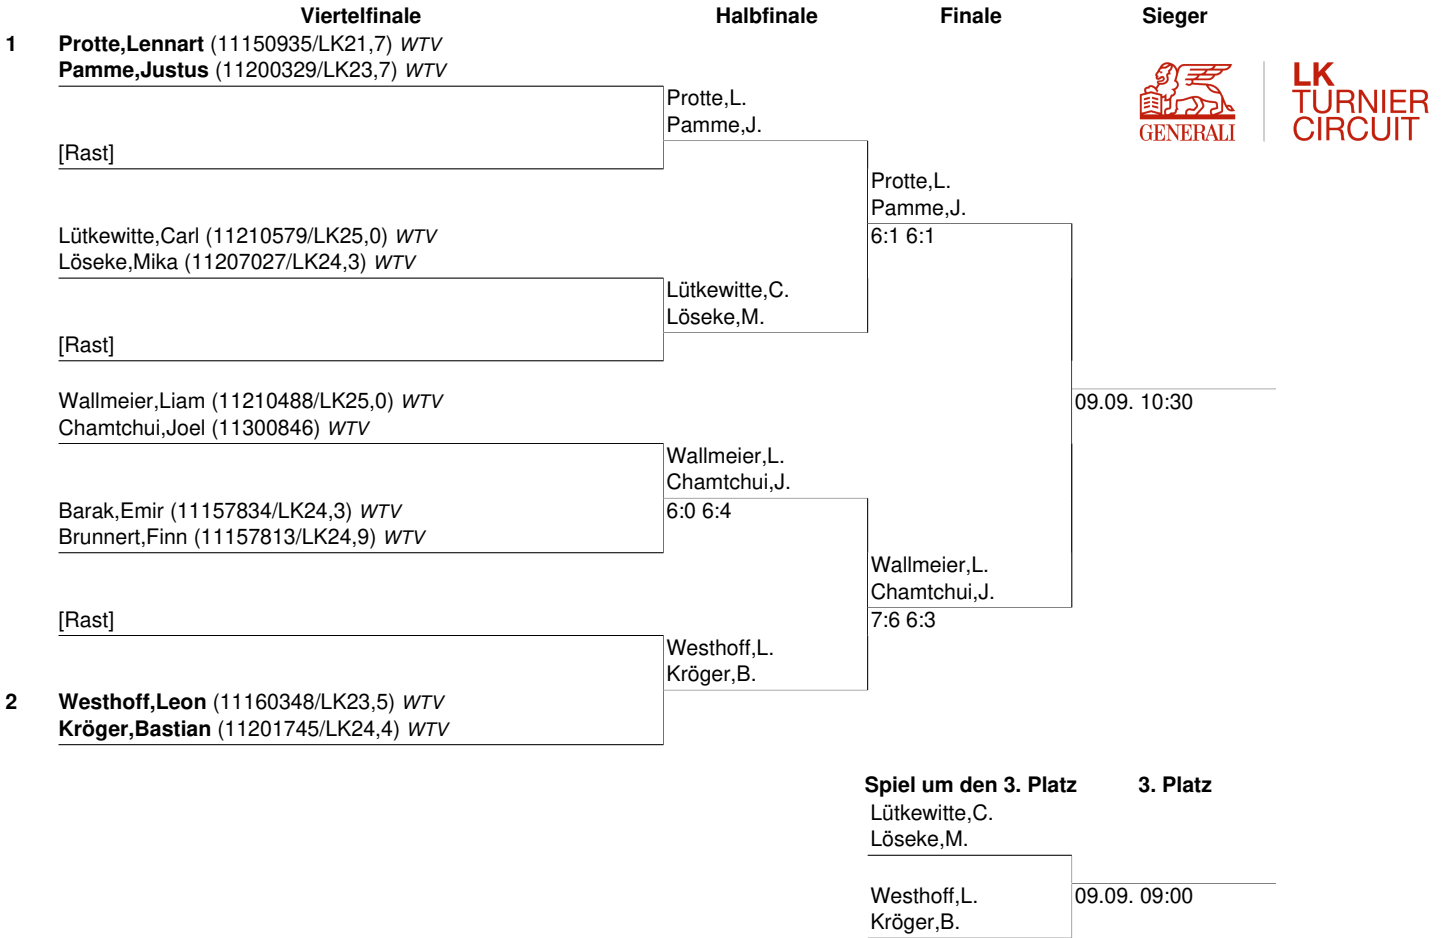 Viertelfinale Halbfinale Finale Sieger
1 Protte,Lennart (11150935/LK21,7) WTV
Pamme,Justus (11200329/LK23,7) WTV
GENERALI
LK
TURNIER
CIRCUIT
Protte,L.
Pamme,J.
[Rast]
Protte,L.
Pamme,J.
6:1 6:1
Lütkewitte,Carl (11210579/LK25,0) WTV
Löseke,Mika (11207027/LK24,3) WTV
Lütkewitte,C.
Löseke,M.
[Rast]
09.09. 10:30
Wallmeier,Liam (11210488/LK25,0) WTV
Chamtchui,Joel (11300846) WTV
Wallmeier,L.
Chamtchui,J.
6:0 6:4
Barak,Emir (11157834/LK24,3) WTV
Brunnert,Finn (11157813/LK24,9) WTV
Wallmeier,L.
Chamtchui,J.
7:6 6:3
[Rast]
Westhoff,L.
Kröger,B.
2 Westhoff,Leon (11160348/LK23,5) WTV
Kröger,Bastian (11201745/LK24,4) WTV
Spiel um den 3. Platz 3. Platz
Lütkewitte,C.
Löseke,M.
Westhoff,L. 09.09. 09:00
Kröger,B.